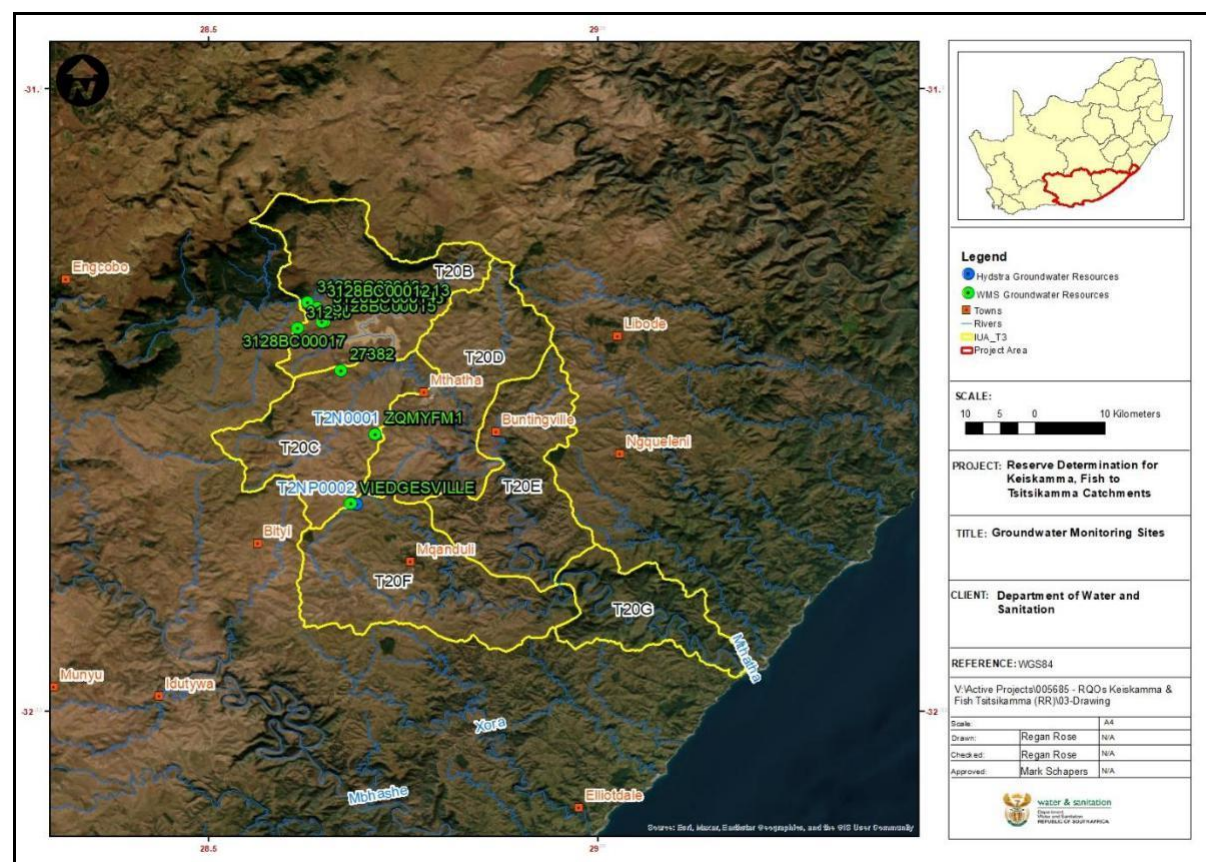 28.5
29
-31.
-31.
N
Engcobo
T20B
3128BC00015
3128BC00017
27382
Libode
T20D
Mthatha
T2N0001
ZQMYFM1
Buntingville
T20C
Ngqueleni
T2NP0002
VIEDGESVILLE
T20E
Bityi
Mqanduli
T20F
T20G
Mthatha
Munyu
Idutywa
-32
-32
Xora
Mbhashe
Elliotdale
28.5
29
Source: Esri, Maxar, Earthstar Geographics, and the GIS User Community
Legend
Hydstra Groundwater Resources
WMS Groundwater Resources
Towns
Rivers
IUA_T3
Project Area
SCALE:
10 5 0 10 Kilometers
PROJECT: Reserve Determination for
Keiskamma, Fish to
Tsitsikamma Catchments
TITLE: Groundwater Monitoring Sites
CLIENT: Department of Water and
Sanitation
REFERENCE: WGS84
V:\Active Projects\005685 - RQOs Keiskamma &
Fish Tsitsikamma (RR)\03-Drawing
Scale: A4
Drawn: Regan Rose N/A
Checked: Regan Rose N/A
Approved: Mark Schapers N/A
water & sanitation
Department:
Water and Sanitation
REPUBLIC OF SOUTH AFRICA